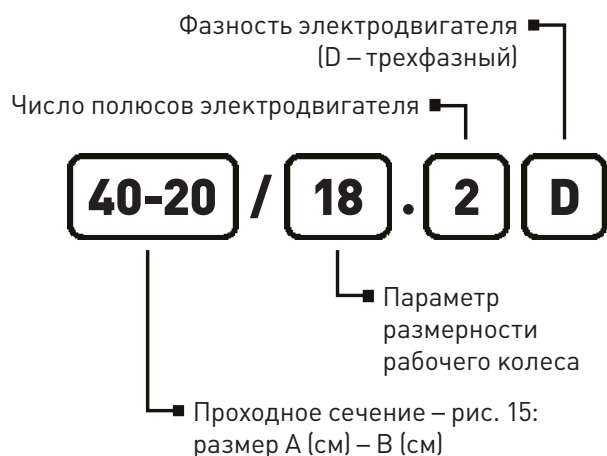 Фазность электродвигателя
(D – трехфазный)
Число полюсов электродвигателя
40-20 / 18 . 2 D
Параметр
размерности
рабочего колеса
Проходное сечение – рис. 15:
размер A (см) – B (см)